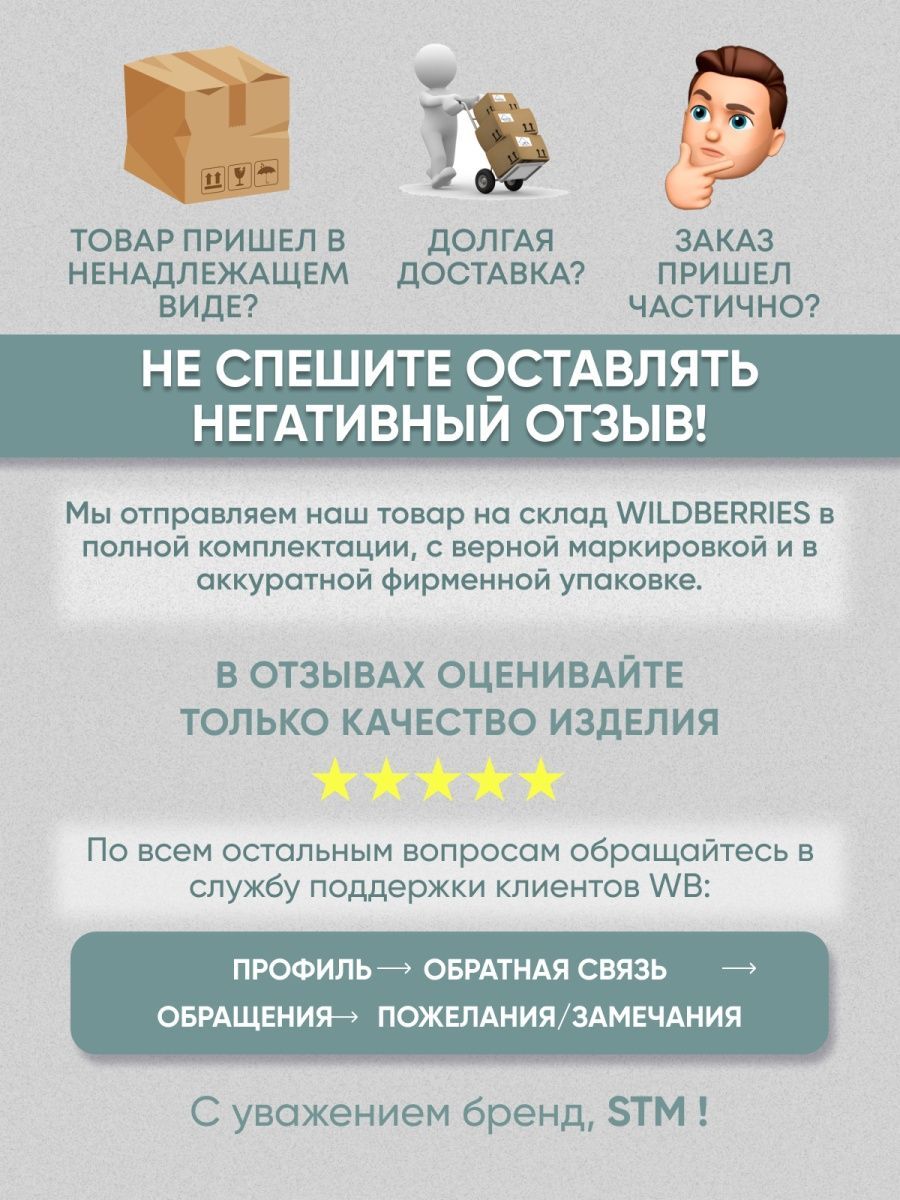 ТОВАР ПРИШЕЛ В
НЕНАДЛЕЖАЩЕМ
ВИДЕ?
ДОЛГАЯ
ДОСТАВКА?
ЗАКАЗ
ПРИШЕЛ
ЧАСТИЧНО?
НЕ СПЕШИТЕ ОСТАВЛЯТЬ
НЕГАТИВНЫЙ ОТЗЫВ!
Мы отправляем наш товар на склад WILDBERRIES в
полной комплектации, с верной маркировкой и в
аккуратной фирменной упаковке.
В ОТЗЫВАХ ОЦЕНИВАЙТЕ
ТОЛЬКО КАЧЕСТВО ИЗДЕЛИЯ
По всем остальным вопросам обращайтесь в
службу поддержки клиентов WB:
ПРОФИЛЬ → ОБРАТНАЯ СВЯЗЬ →
ОБРАЩЕНИЯ → ПОЖЕЛАНИЯ/ЗАМЕЧАНИЯ
С уважением бренд, STM !